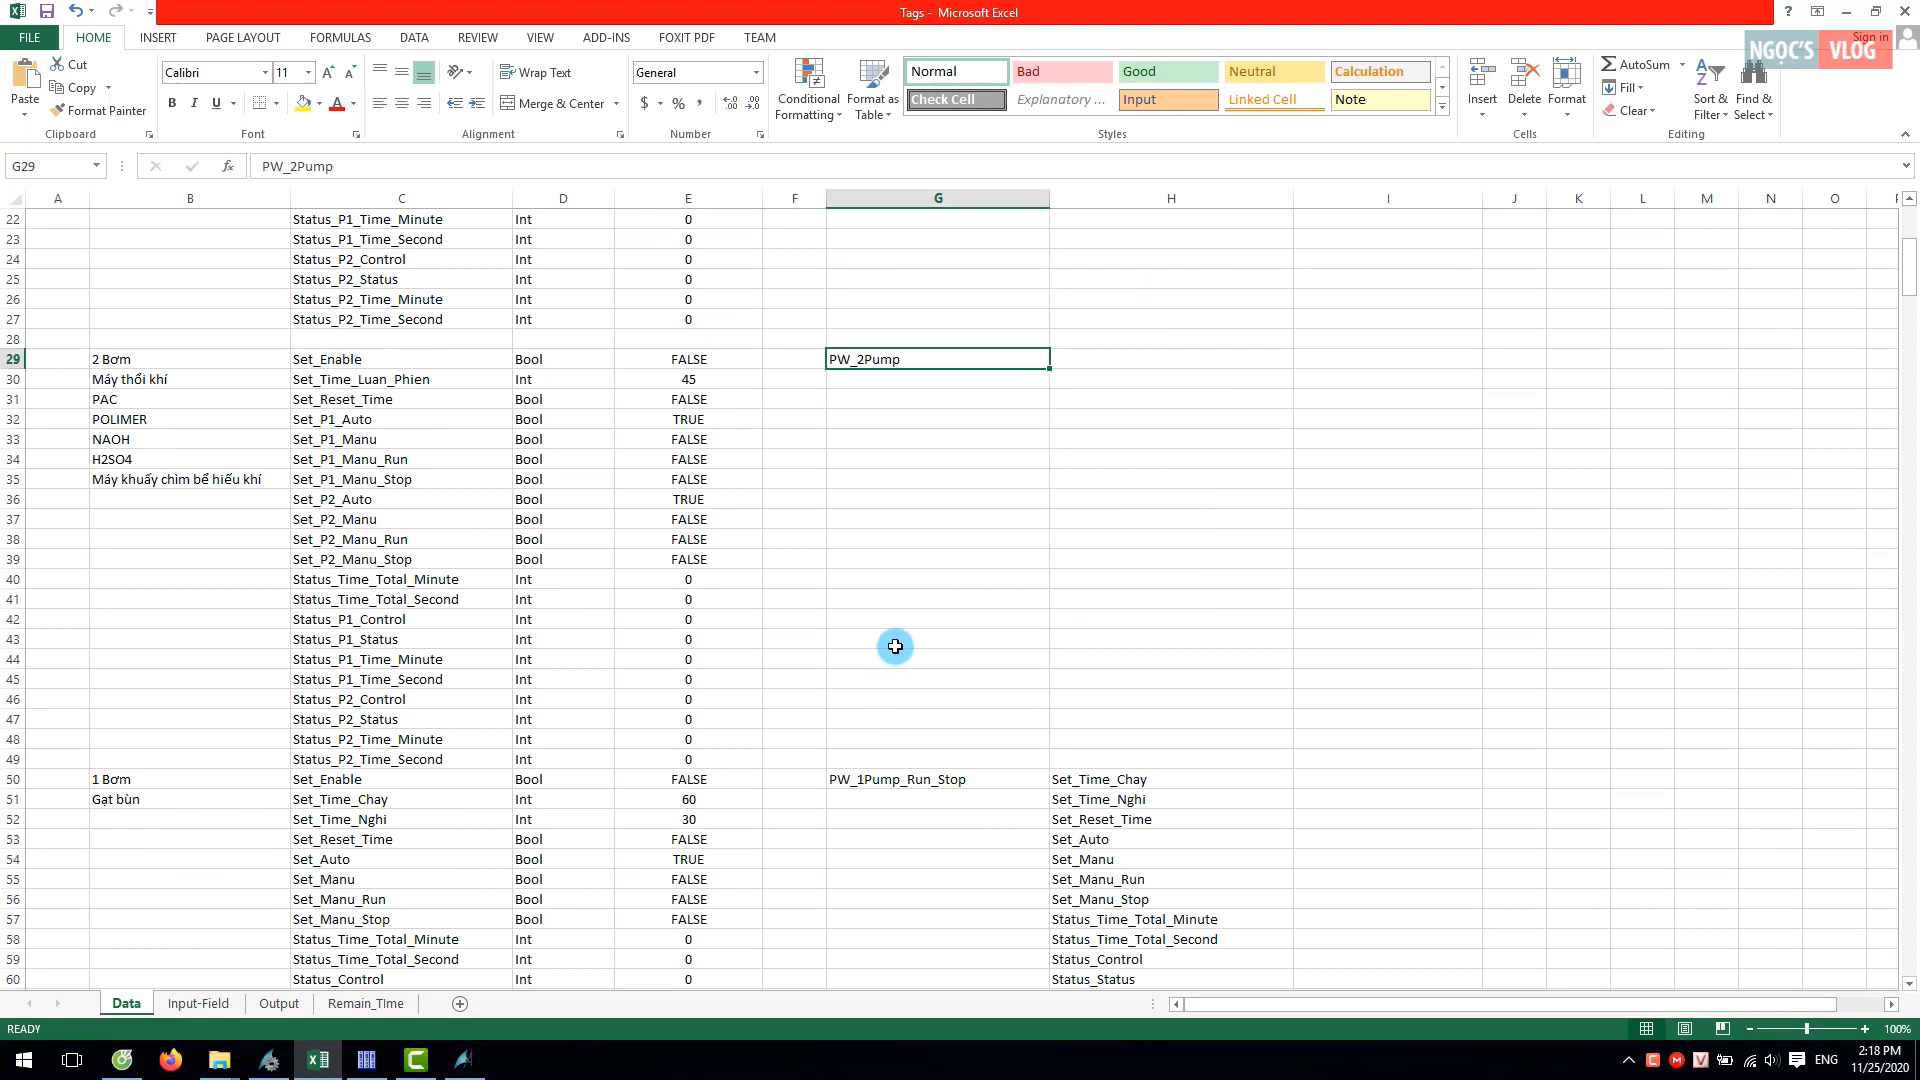 Tags - Microsoft Excel
FILE HOME INSERT PAGE LAYOUT FORMULAS DATA REVIEW VIEW ADD-INS FOXIT PDF TEAM Sign in
NGỌC'S VLOG
Paste Cut Copy Format Painter
Calibri 11
B I U
Wrap Text
Merge & Center
General
$ %
Conditional Formatting
Format as Table
Normal Bad Good Neutral Calculation
Check Cell Explanatory ... Input Linked Cell Note
Insert Delete Format
AutoSum Fill Clear
Sort & Filter
Find & Select
Clipboard Font Alignment Number Styles Cells Editing
G29 fx PW_2Pump
A B C D E F G H I J K L M N O
22 Status_P1_Time_Minute Int 0
23 Status_P1_Time_Second Int 0
24 Status_P2_Control Int 0
25 Status_P2_Status Int 0
26 Status_P2_Time_Minute Int 0
27 Status_P2_Time_Second Int 0
28
29 2 Bơm Set_Enable Bool FALSE PW_2Pump
30 Máy thổi khí Set_Time_Luan_Phien Int 45
31 PAC Set_Reset_Time Bool FALSE
32 POLIMER Set_P1_Auto Bool TRUE
33 NAOH Set_P1_Manu Bool FALSE
34 H2SO4 Set_P1_Manu_Run Bool FALSE
35 Máy khuấy chìm bể hiếu khí Set_P1_Manu_Stop Bool FALSE
36 Set_P2_Auto Bool TRUE
37 Set_P2_Manu Bool FALSE
38 Set_P2_Manu_Run Bool FALSE
39 Set_P2_Manu_Stop Bool FALSE
40 Status_Time_Total_Minute Int 0
41 Status_Time_Total_Second Int 0
42 Status_P1_Control Int 0
43 Status_P1_Status Int 0
44 Status_P1_Time_Minute Int 0
45 Status_P1_Time_Second Int 0
46 Status_P2_Control Int 0
47 Status_P2_Status Int 0
48 Status_P2_Time_Minute Int 0
49 Status_P2_Time_Second Int 0
50 1 Bơm Set_Enable Bool FALSE PW_1Pump_Run_Stop Set_Time_Chay
51 Gạt bùn Set_Time_Chay Int 60 Set_Time_Nghi
52 Set_Time_Nghi Int 30 Set_Reset_Time
53 Set_Reset_Time Bool FALSE Set_Auto
54 Set_Auto Bool TRUE Set_Manu
55 Set_Manu Bool FALSE Set_Manu_Run
56 Set_Manu_Run Bool FALSE Set_Manu_Stop
57 Set_Manu_Stop Bool FALSE Status_Time_Total_Minute
58 Status_Time_Total_Minute Int 0 Status_Time_Total_Second
59 Status_Time_Total_Second Int 0 Status_Control
60 Status_Control Int 0 Status_Status
Data Input-Field Output Remain_TIme
READY 100%
ENG 2:18 PM
11/25/2020